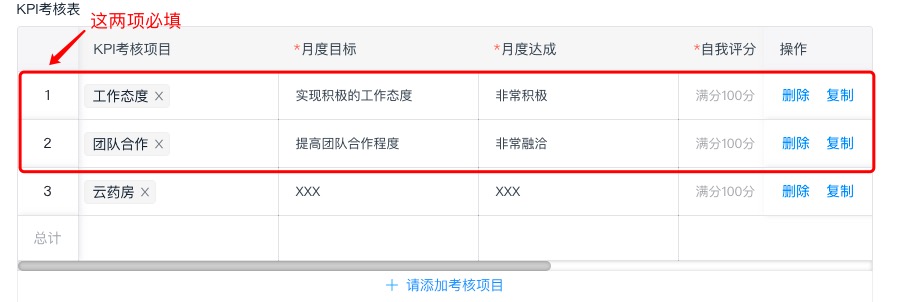 KPI考核表
这两项必填
KPI考核项目 *月度目标 *月度达成 *自我评分 操作
1 工作态度 × 实现积极的工作态度 非常积极 满分100分 删除 复制
2 团队合作 × 提高团队合作程度 非常融洽 满分100分 删除 复制
3 云药房 × XXX XXX 满分100分 删除 复制
总计
+ 请添加考核项目